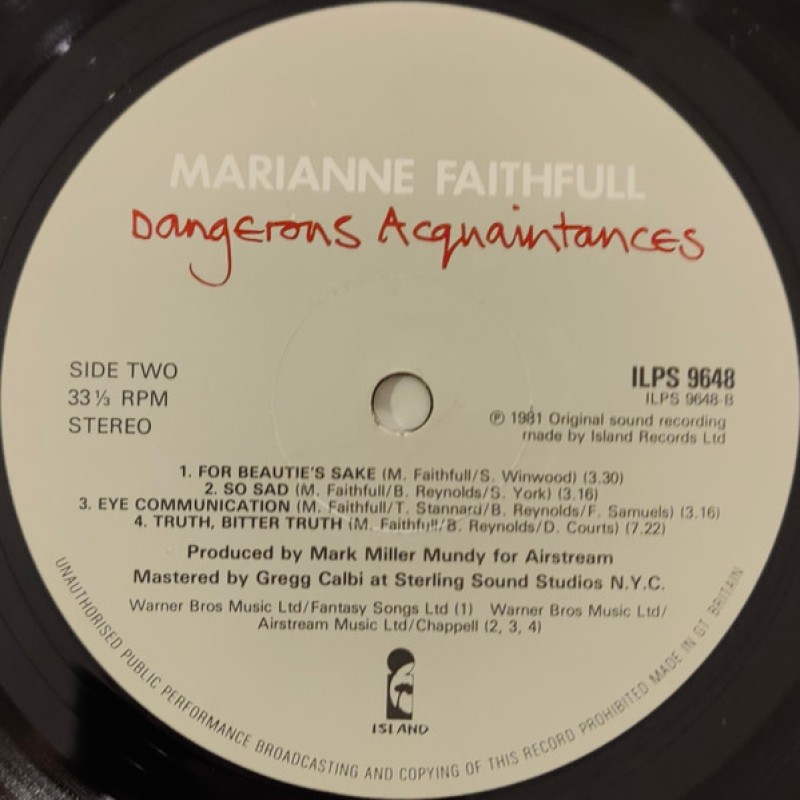 MARIANNE FAITHFULL
Dangerous Acquaintances
SIDE TWO
33⅓ RPM
STEREO
ILPS 9648
ILPS 9648-B
℗ 1981 Original sound recording
made by Island Records Ltd
1. FOR BEAUTIE'S SAKE (M. Faithfull/S. Winwood) (3.30)
2. SO SAD (M. Faithfull/B. Reynolds/S. York) (3.16)
3. EYE COMMUNICATION (M. Faithfull/T. Stannard/B. Reynolds/F. Samuels) (3.16)
4. TRUTH, BITTER TRUTH (M. Faithfull/B. Reynolds/D. Courts) (7.22)
Produced by Mark Miller Mundy for Airstream
Mastered by Gregg Calbi at Sterling Sound Studios N.Y.C.
Warner Bros Music Ltd/Fantasy Songs Ltd (1) Warner Bros Music Ltd/
Airstream Music Ltd/Chappell (2, 3, 4)
ISLAND
UNAUTHORISED PUBLIC PERFORMANCE BROADCASTING AND COPYING OF THIS RECORD PROHIBITED MADE IN GT BRITAIN